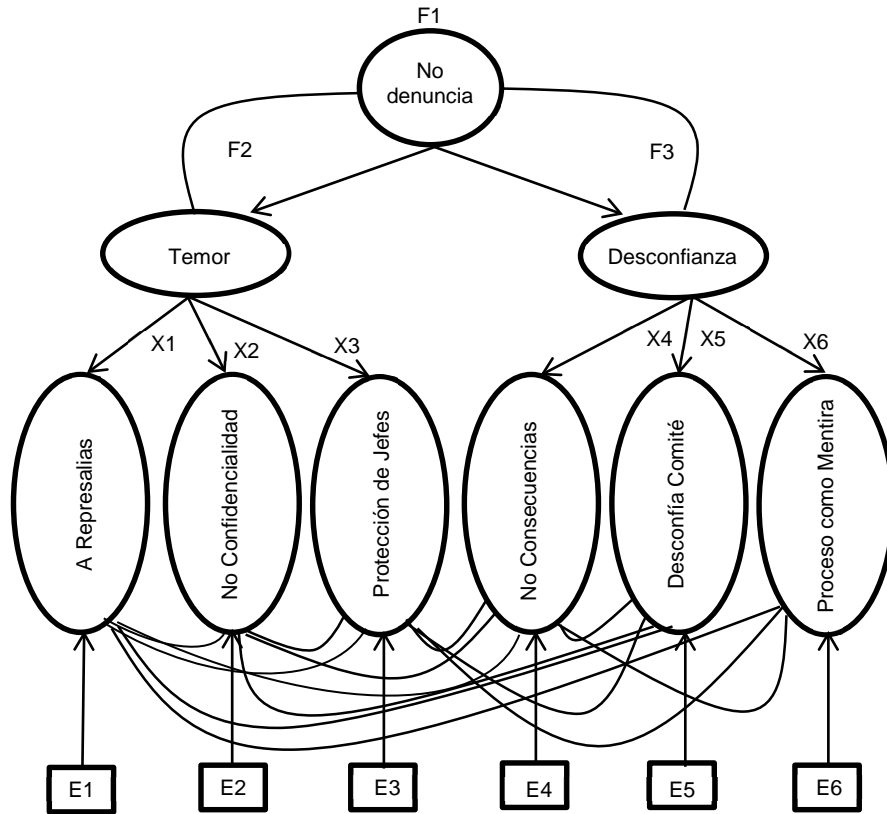 F1
No
denuncia
F2
F3
Temor
Desconfianza
X1
X2
X3
X4
X5
X6
A Represalias
No Confidencialidad
Protección de Jefes
No Consecuencias
Desconfía Comité
Proceso como Mentira
E1
E2
E3
E4
E5
E6